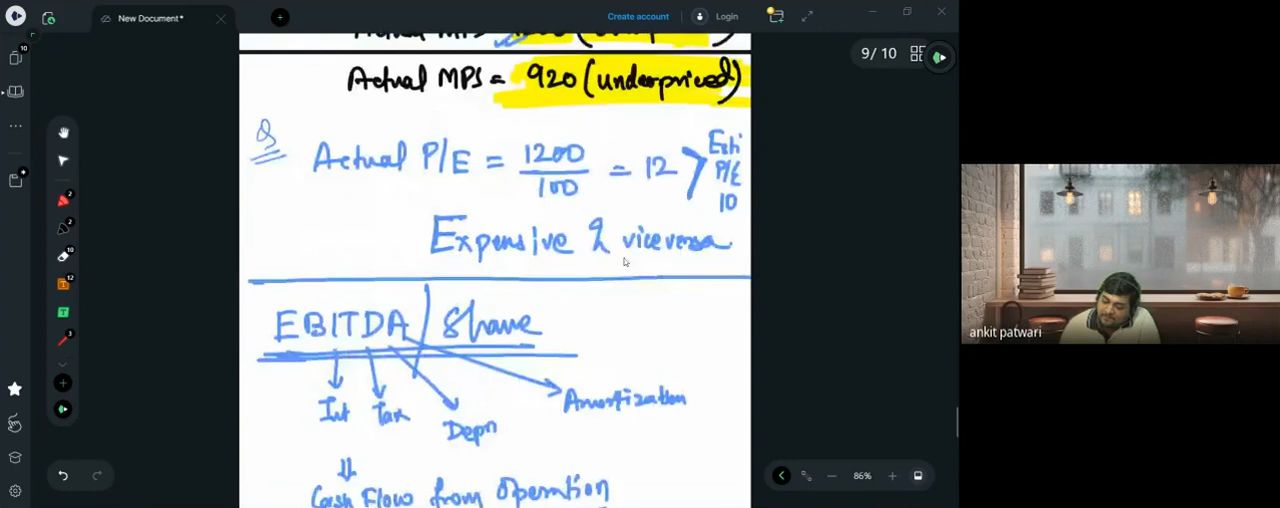 New Document*
Create account
Login
9/10
Actual MPS = 920 (underpriced)
Q
Actual P/E = 1200/100 = 12 > Esti P/E 10
Expensive & viceversa
EBITDA / Share
Int Tax Depn Amortization
⇓
Cash Flow from operation
ankit patwari
86%